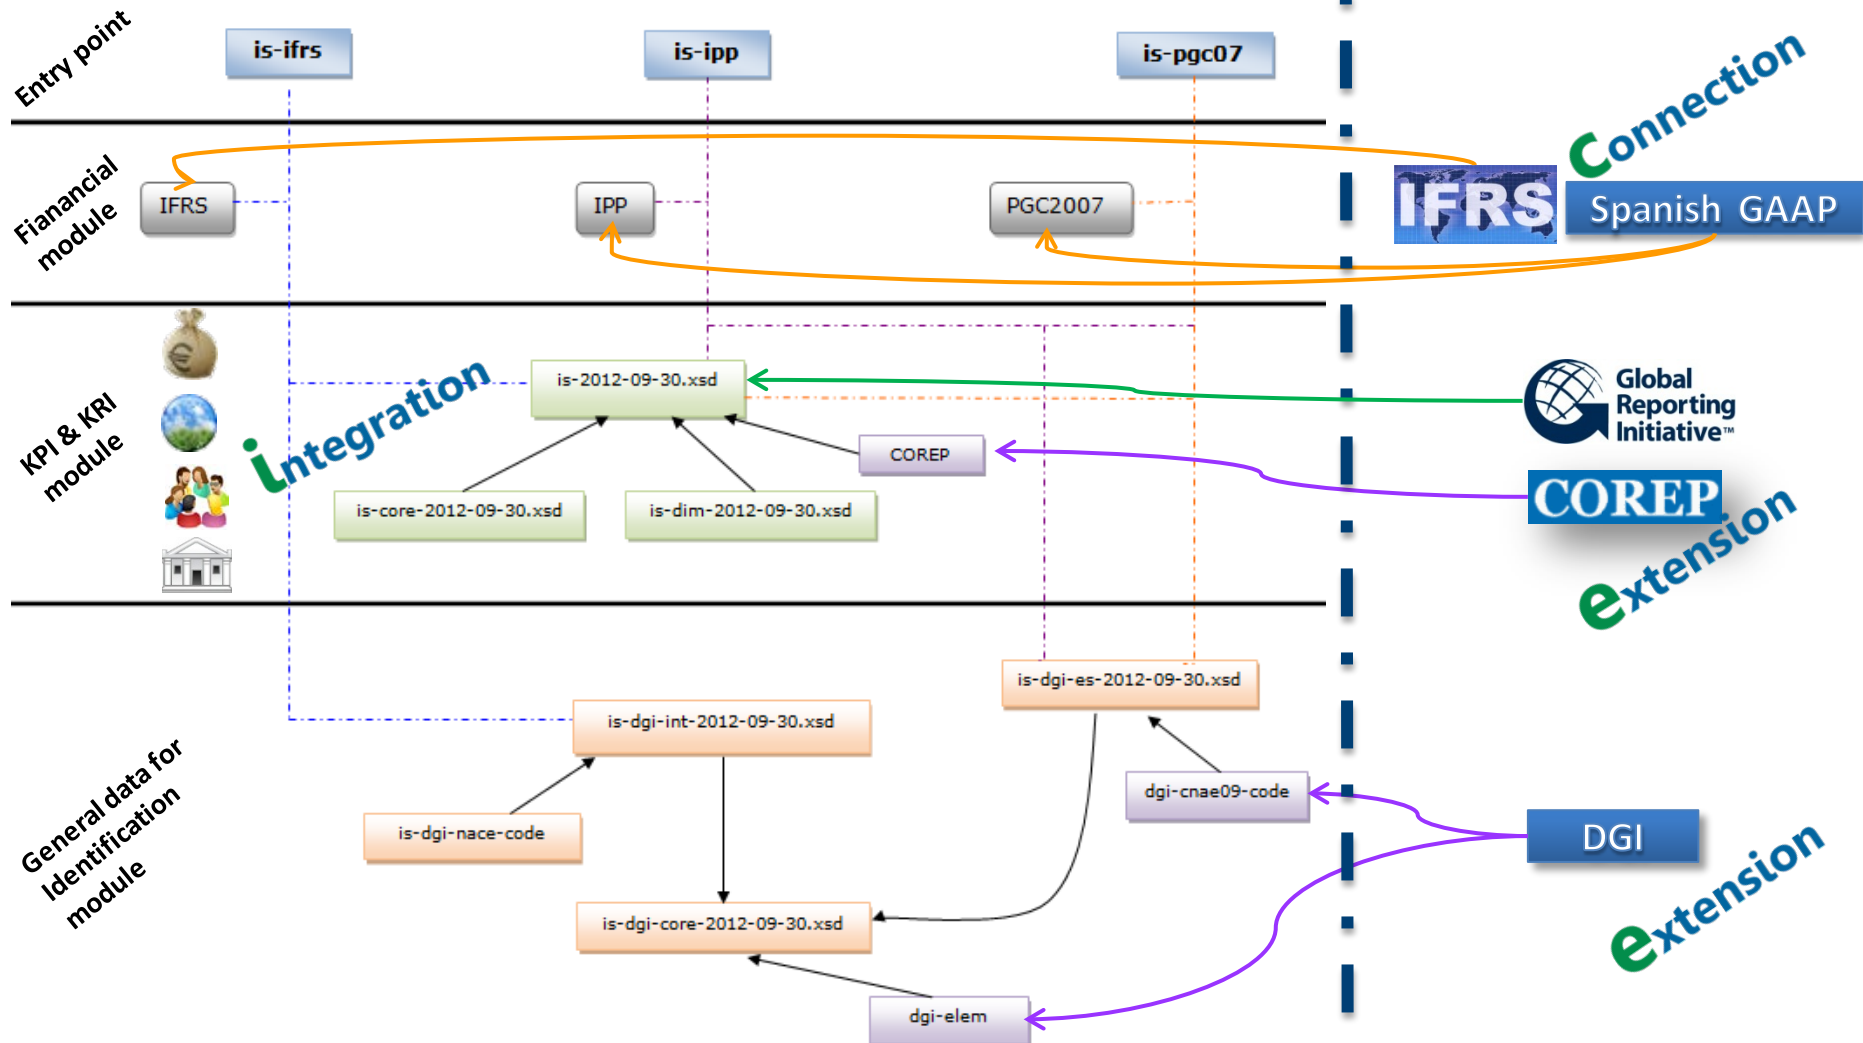 Entry point
is-ifrs
is-ipp
is-pgc07
Connection
Fianancial
module
IFRS
IPP
PGC2007
IFRS
Spanish GAAP
KPI & KRI
module
integration
is-2012-09-30.xsd
COREP
is-core-2012-09-30.xsd
is-dim-2012-09-30.xsd
Global
Reporting
Initiative™
COREP
extension
General data for
Identification
module
is-dgi-es-2012-09-30.xsd
is-dgi-int-2012-09-30.xsd
dgi-cnae09-code
is-dgi-nace-code
DGI
is-dgi-core-2012-09-30.xsd
extension
dgi-elem